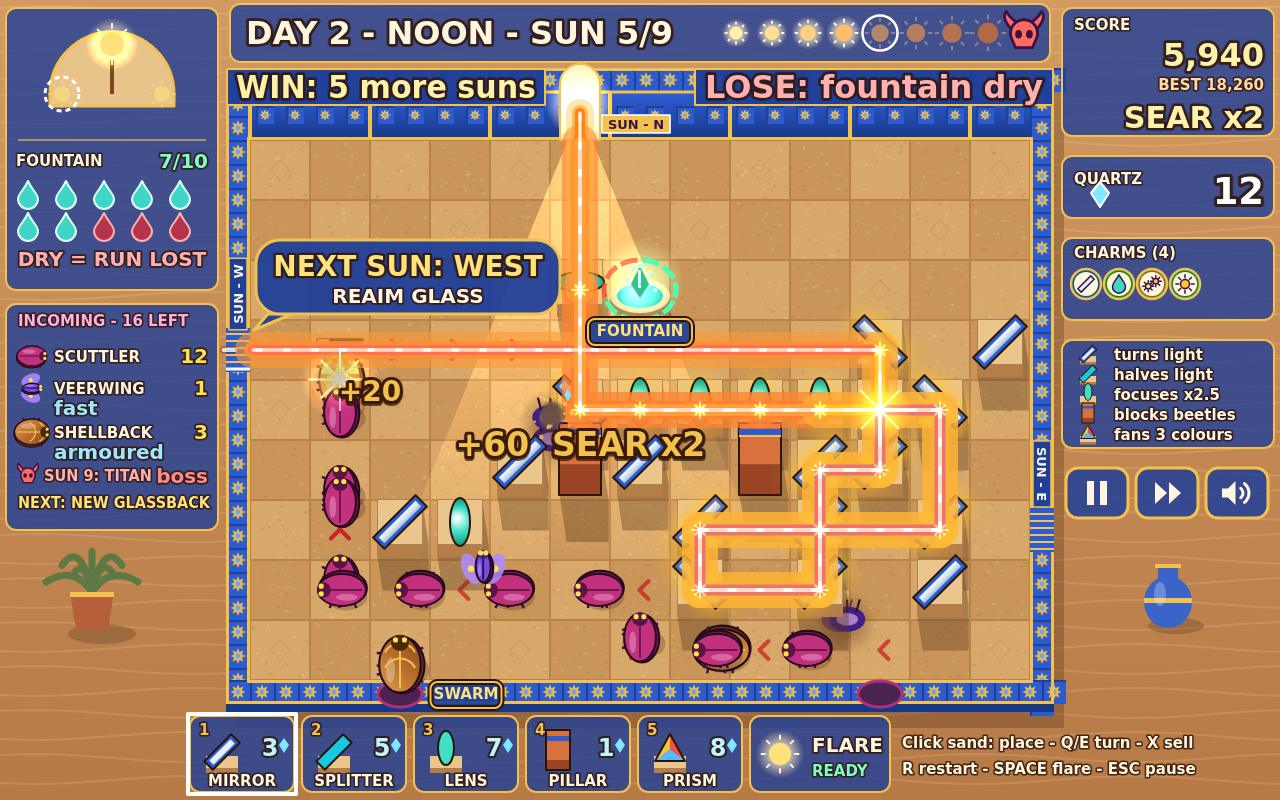 DAY 2 - NOON - SUN 5/9
WIN: 5 more suns
LOSE: fountain dry
SUN - N
SCORE
5,940
BEST 18,260
SEAR x2
FOUNTAIN 7/10
DRY = RUN LOST
QUARTZ
12
CHARMS (4)
NEXT SUN: WEST
REAIM GLASS
SUN - W
FOUNTAIN
INCOMING - 16 LEFT
SCUTTLER 12
VEERWING 1
fast
SHELLBACK 3
armoured
SUN 9: TITAN boss
NEXT: NEW GLASSBACK
turns light
halves light
focuses x2.5
blocks beetles
fans 3 colours
+20
+60 SEAR x2
SUN - E
SWARM
1
3
MIRROR
2
5
SPLITTER
3
7
LENS
4
1
PILLAR
5
8
PRISM
FLARE
READY
Click sand: place - Q/E turn - X sell
R restart - SPACE flare - ESC pause